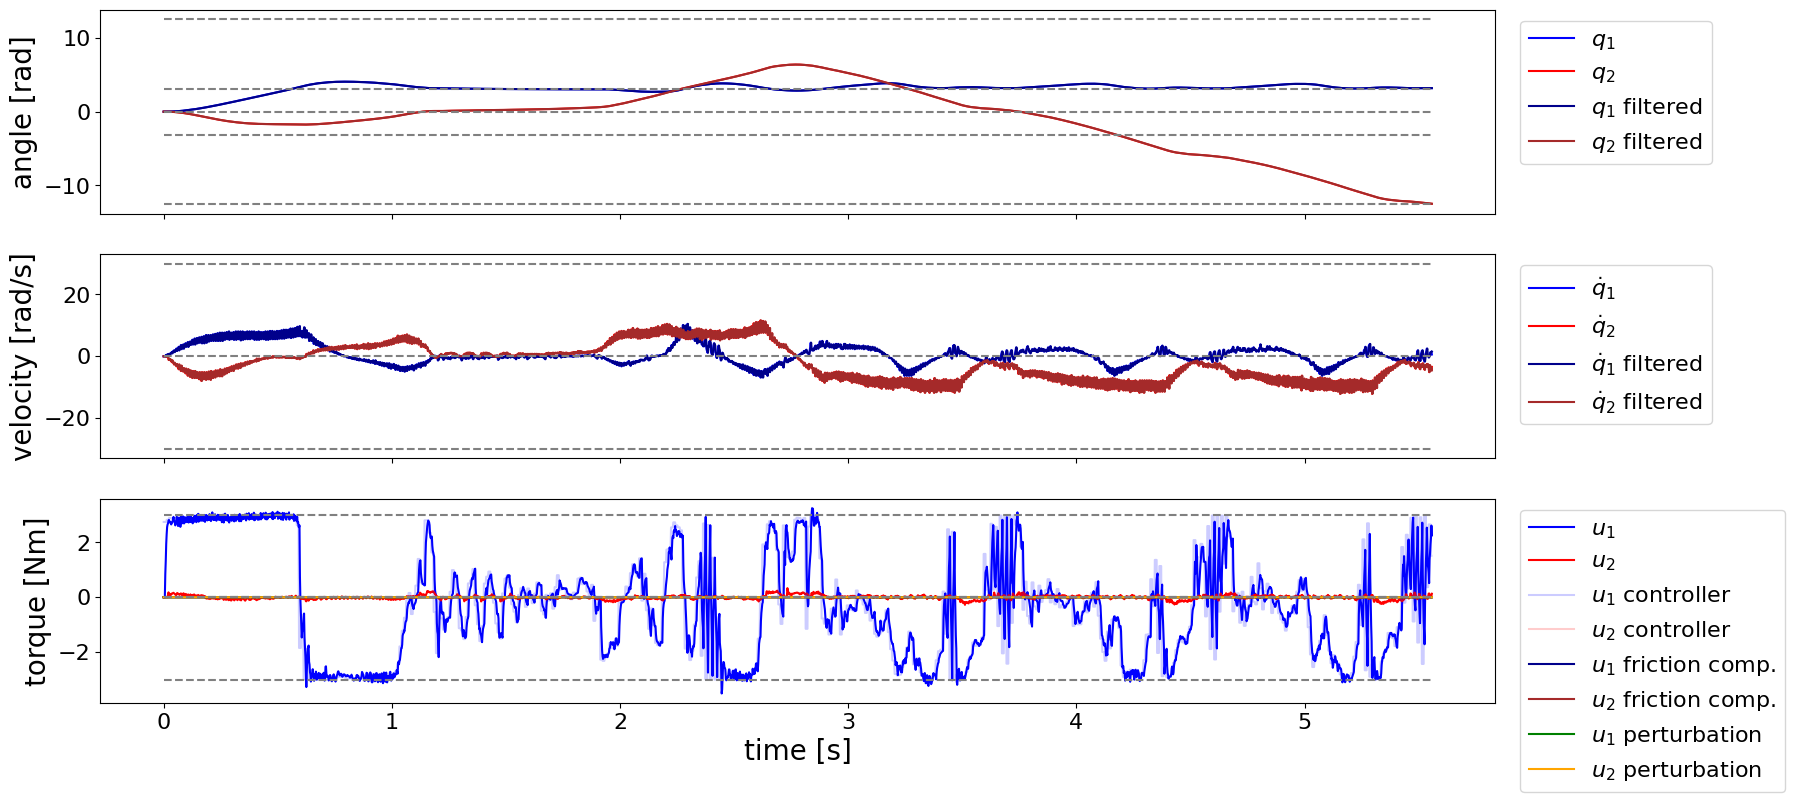 angle [rad]
10
0
−10
q₁
q₂
q₁ filtered
q₂ filtered
velocity [rad/s]
20
0
−20
q̇₁
q̇₂
q̇₁ filtered
q̇₂ filtered
torque [Nm]
2
0
−2
0 1 2 3 4 5
time [s]
u₁
u₂
u₁ controller
u₂ controller
u₁ friction comp.
u₂ friction comp.
u₁ perturbation
u₂ perturbation